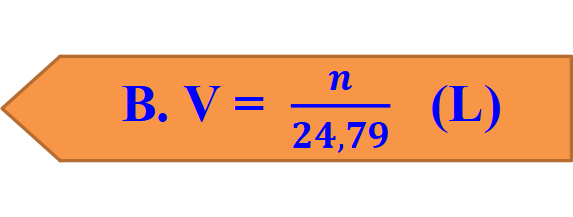 B. V = n/24,79 (L)